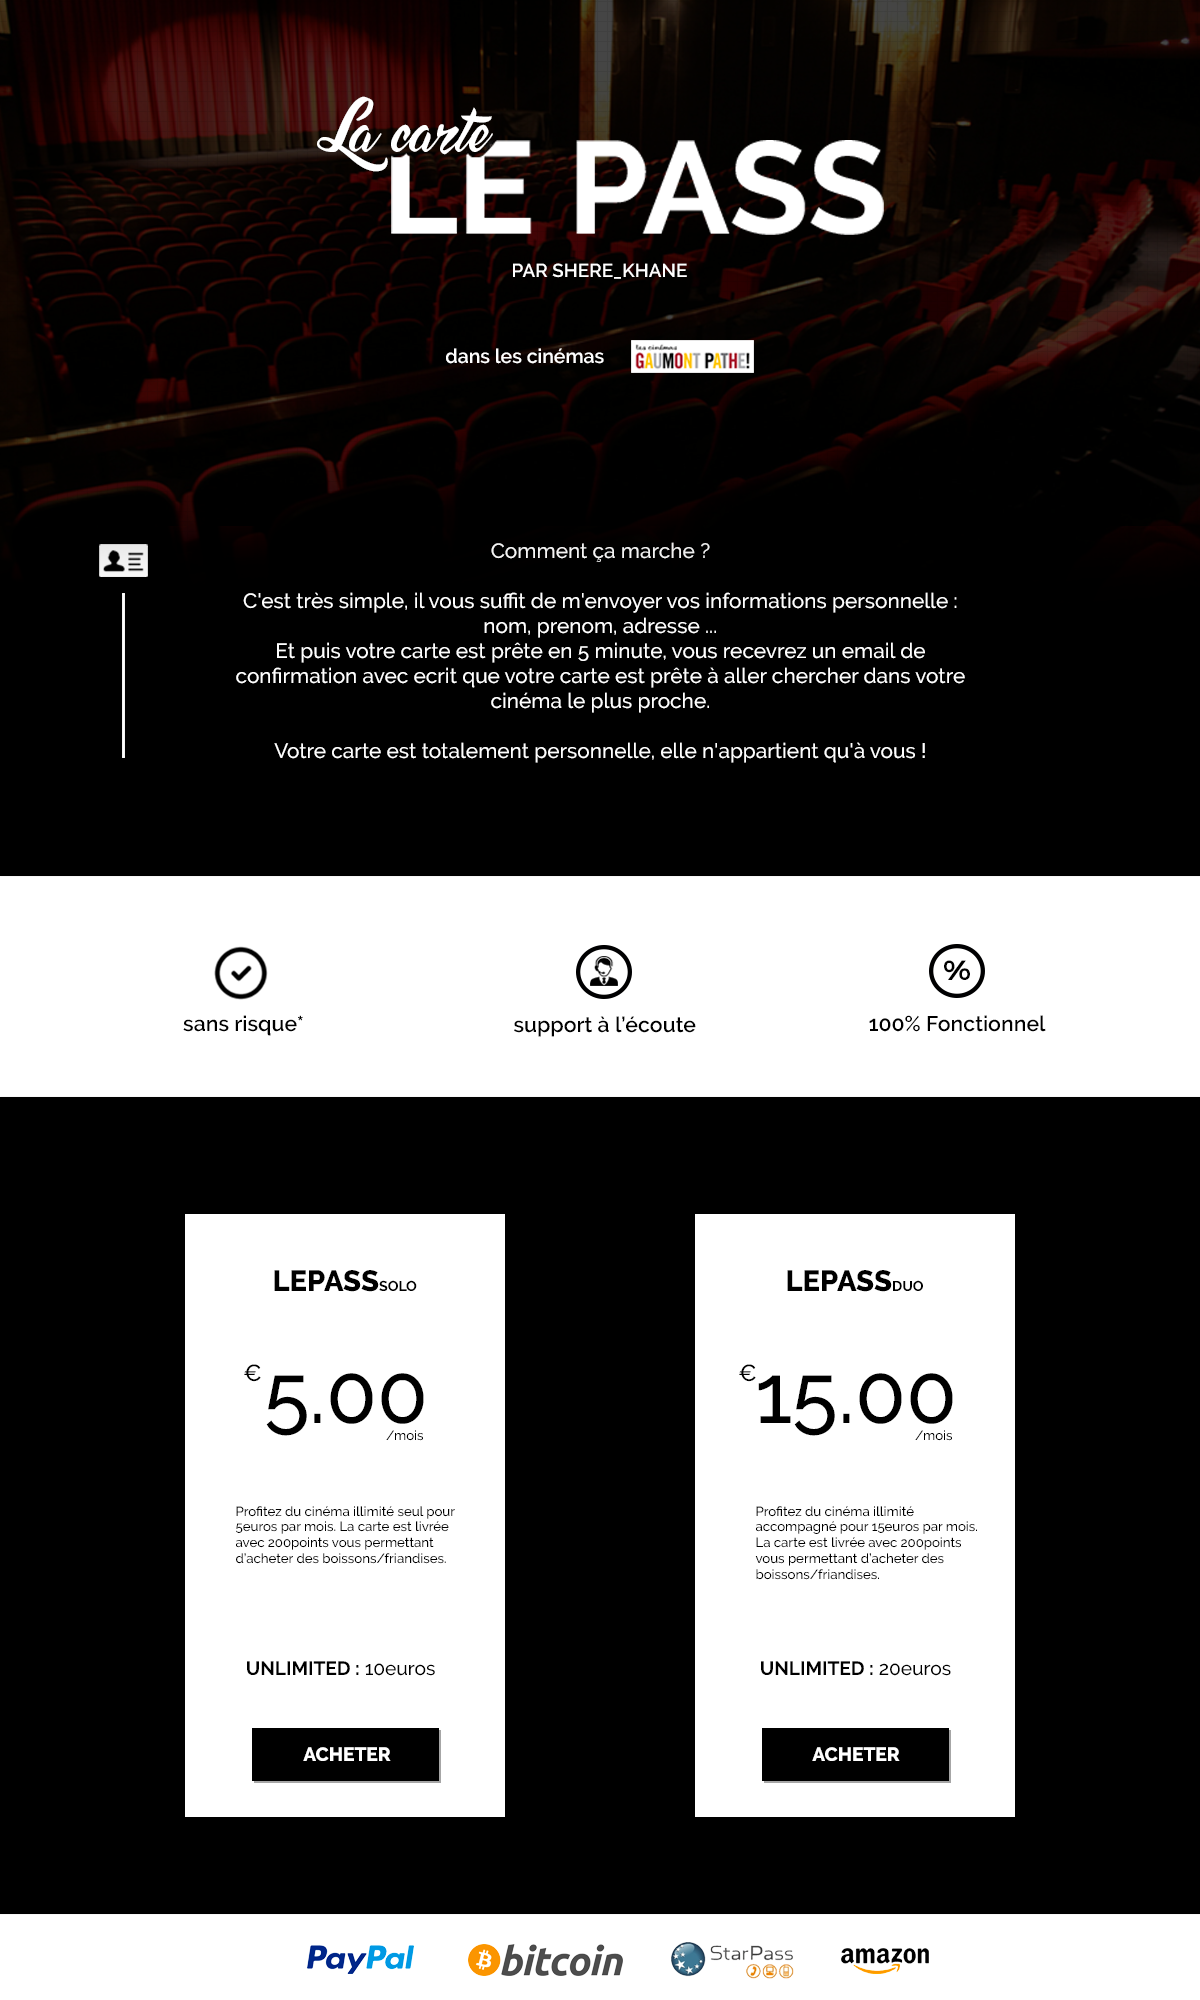 La carte
LE PASS
PAR SHERE_KHANE
dans les cinémas
les cinémas
GAUMONT PATHE!
Comment ça marche ?
C'est très simple, il vous suffit de m'envoyer vos informations personnelle :
nom, prenom, adresse ...
Et puis votre carte est prête en 5 minute, vous recevrez un email de
confirmation avec ecrit que votre carte est prête à aller chercher dans votre
cinéma le plus proche.
Votre carte est totalement personnelle, elle n'appartient qu'à vous !
sans risque*
support à l'écoute
%
100% Fonctionnel
LEPASSSOLO
€5.00
/mois
Profitez du cinéma illimité seul pour
5euros par mois. La carte est livrée
avec 200points vous permettant
d'acheter des boissons/friandises.
UNLIMITED : 10euros
ACHETER
LEPASSDUO
€15.00
/mois
Profitez du cinéma illimité
accompagné pour 15euros par mois.
La carte est livrée avec 200points
vous permettant d'acheter des
boissons/friandises.
UNLIMITED : 20euros
ACHETER
PayPal
bitcoin
StarPass
amazon